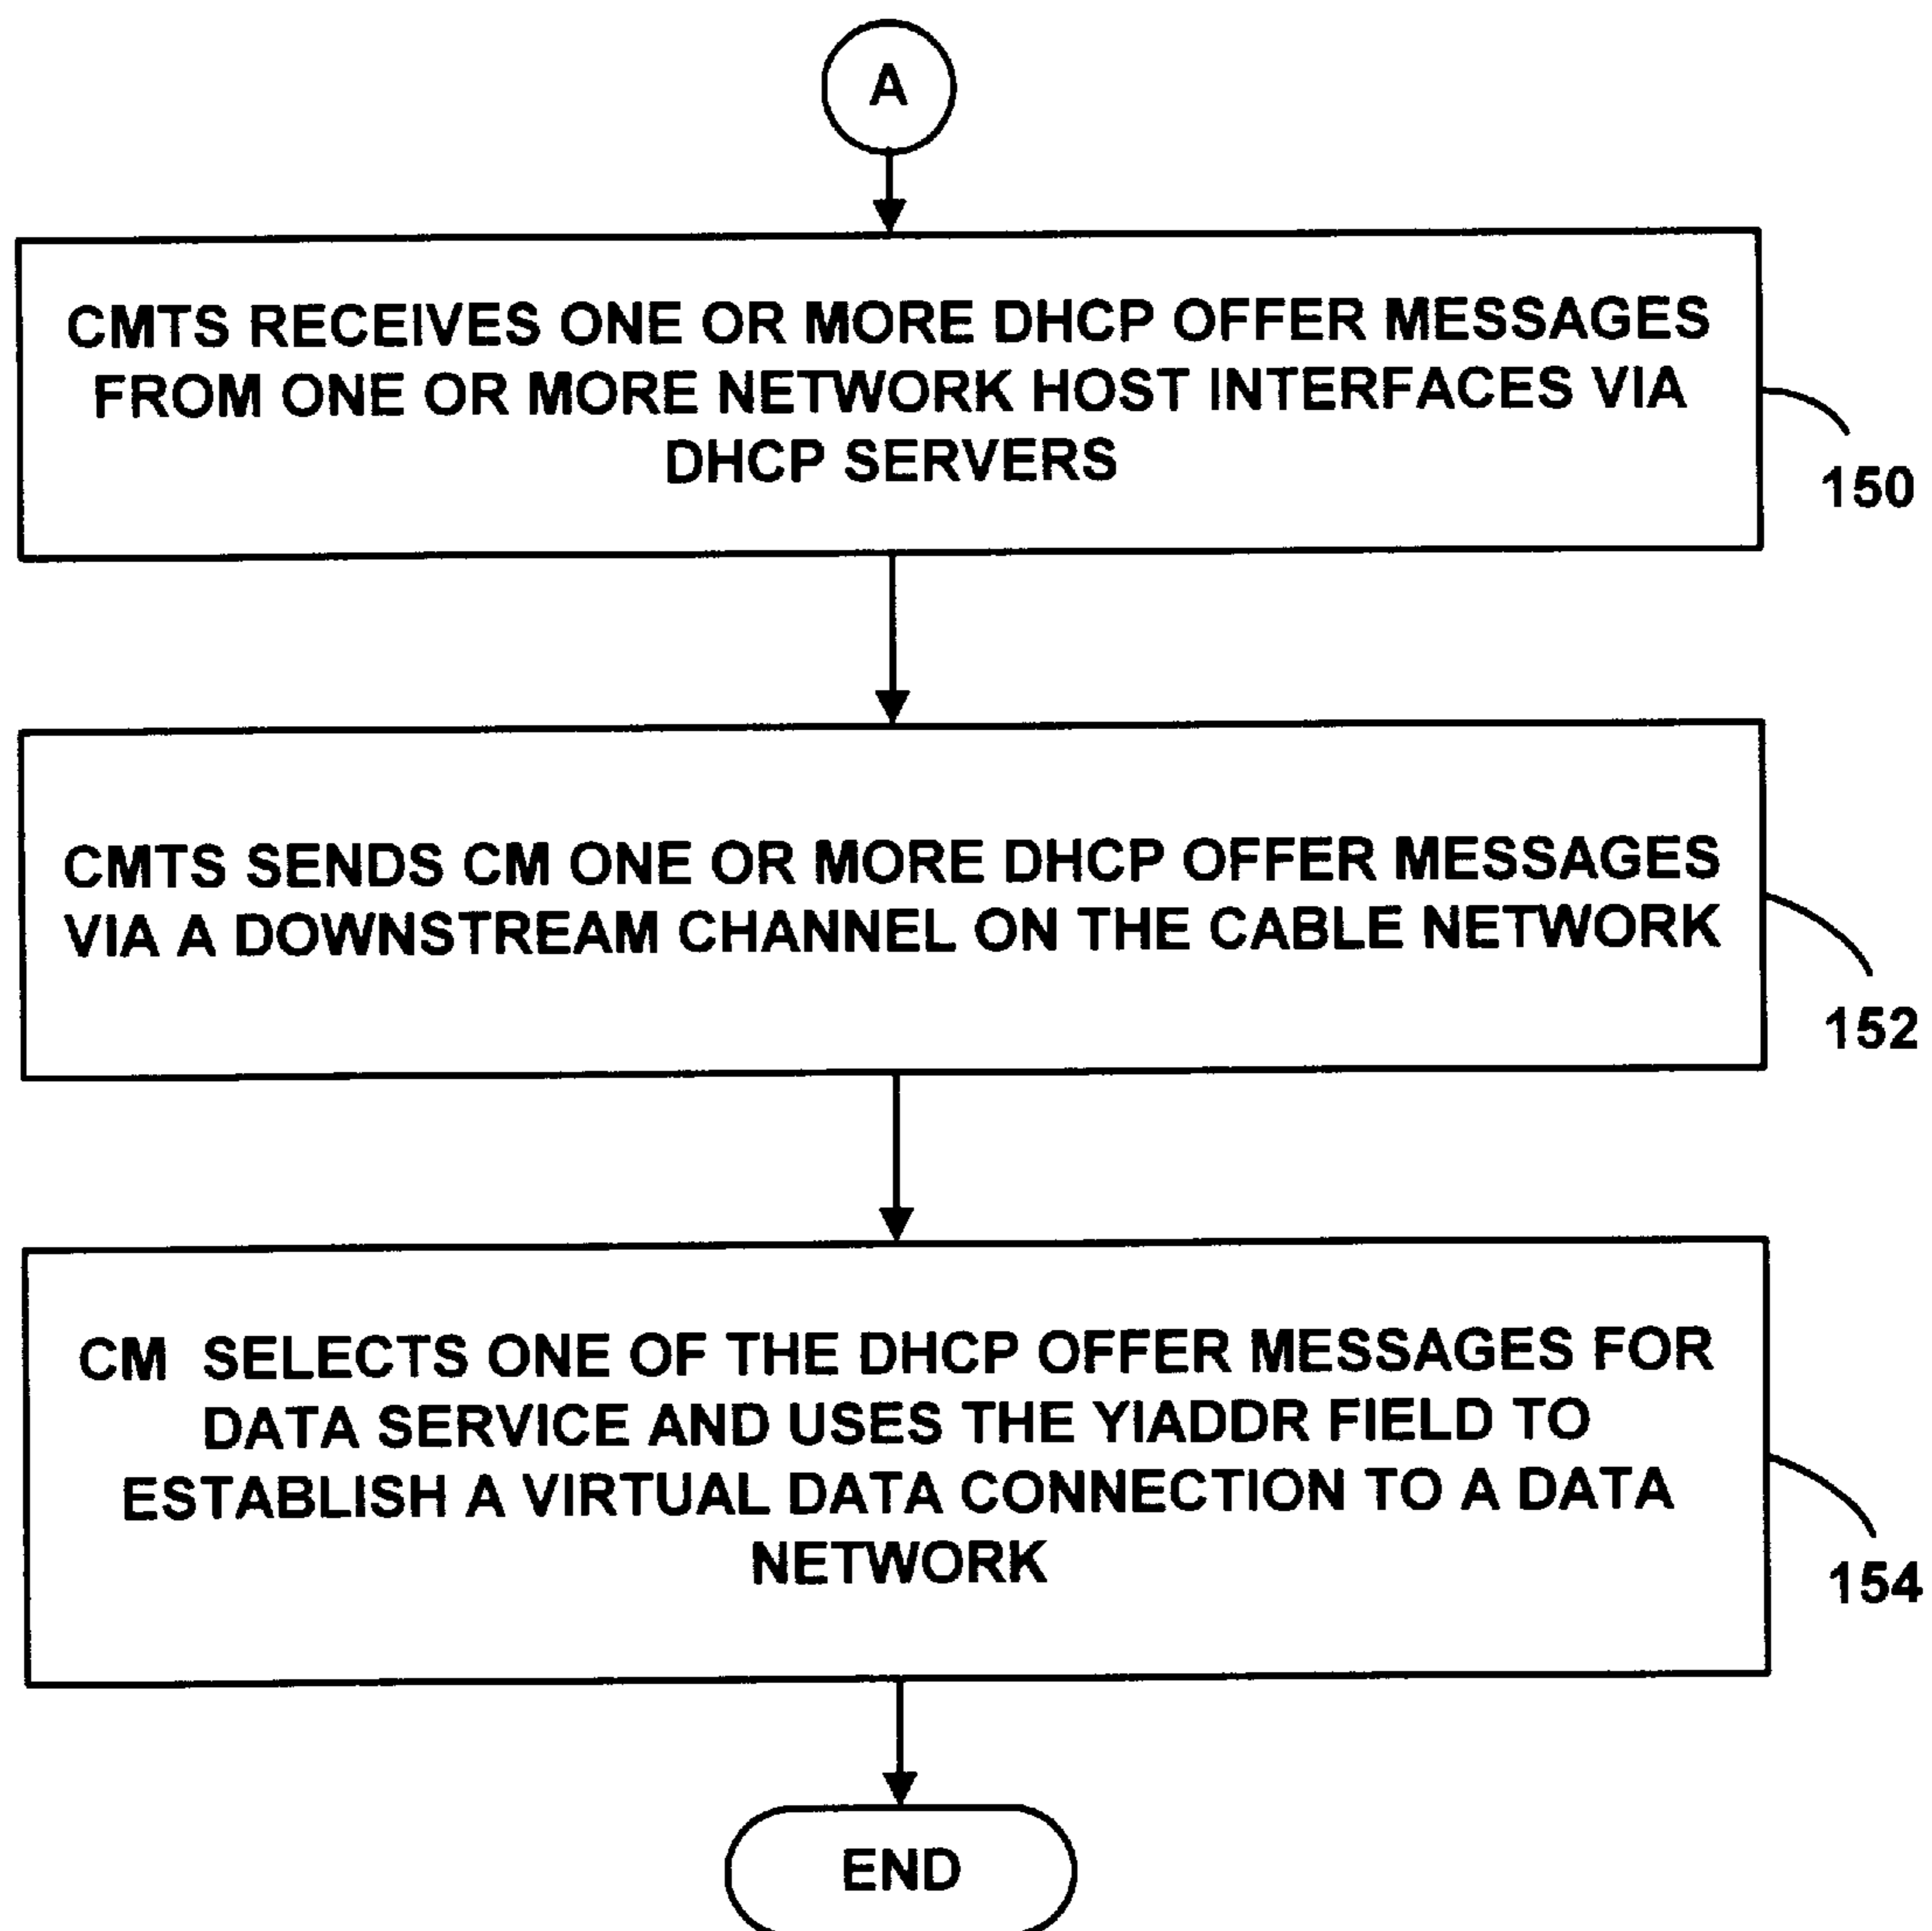 A
CMTS RECEIVES ONE OR MORE DHCP OFFER MESSAGES
FROM ONE OR MORE NETWORK HOST INTERFACES VIA
DHCP SERVERS
150
CMTS SENDS CM ONE OR MORE DHCP OFFER MESSAGES
VIA A DOWNSTREAM CHANNEL ON THE CABLE NETWORK
152
CM SELECTS ONE OF THE DHCP OFFER MESSAGES FOR
DATA SERVICE AND USES THE YIADDR FIELD TO
ESTABLISH A VIRTUAL DATA CONNECTION TO A DATA
NETWORK
154
END